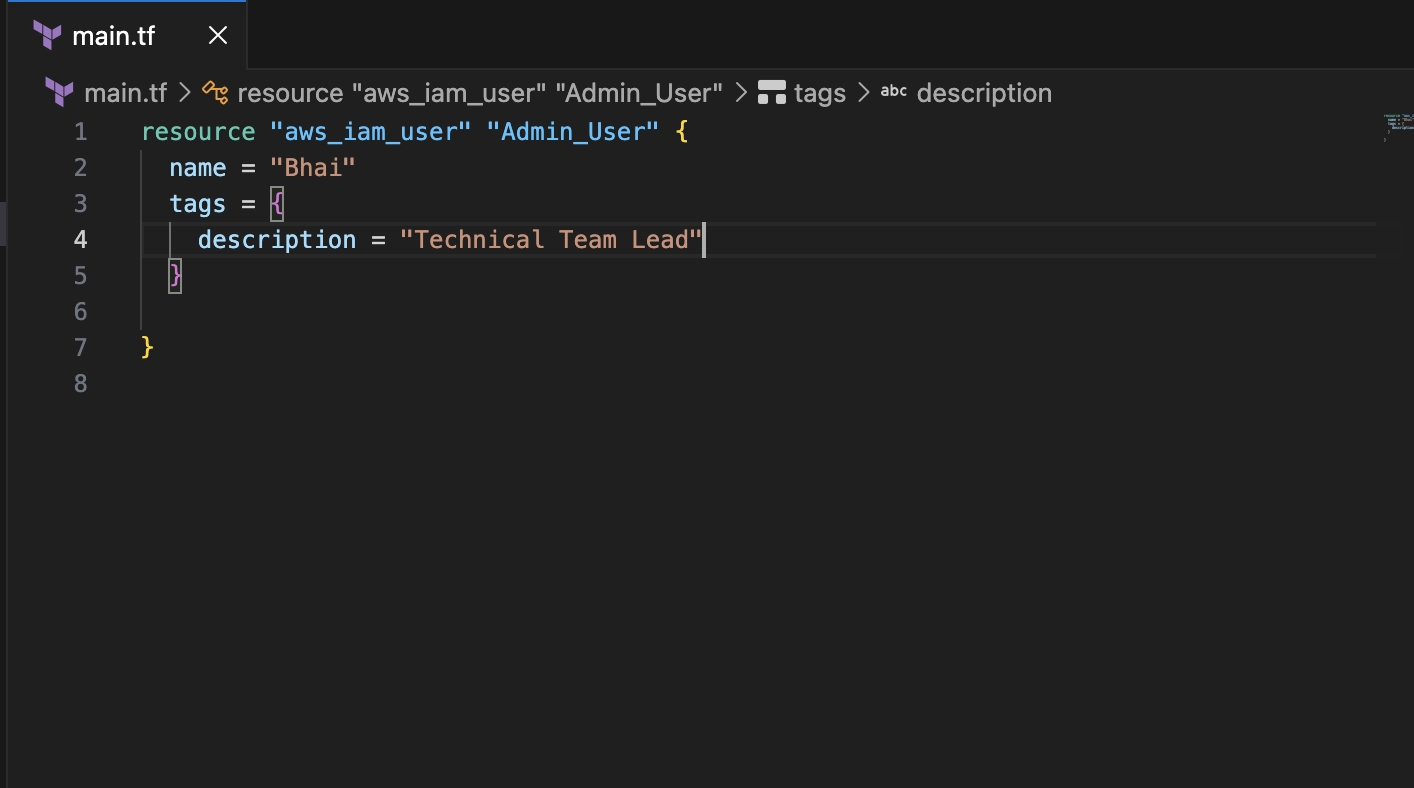 main.tf
main.tf > resource "aws_iam_user" "Admin_User" > tags > abc description
1 resource "aws_iam_user" "Admin_User" {
2   name = "Bhai"
3   tags = {
4     description = "Technical Team Lead"
5   }
6
7 }
8